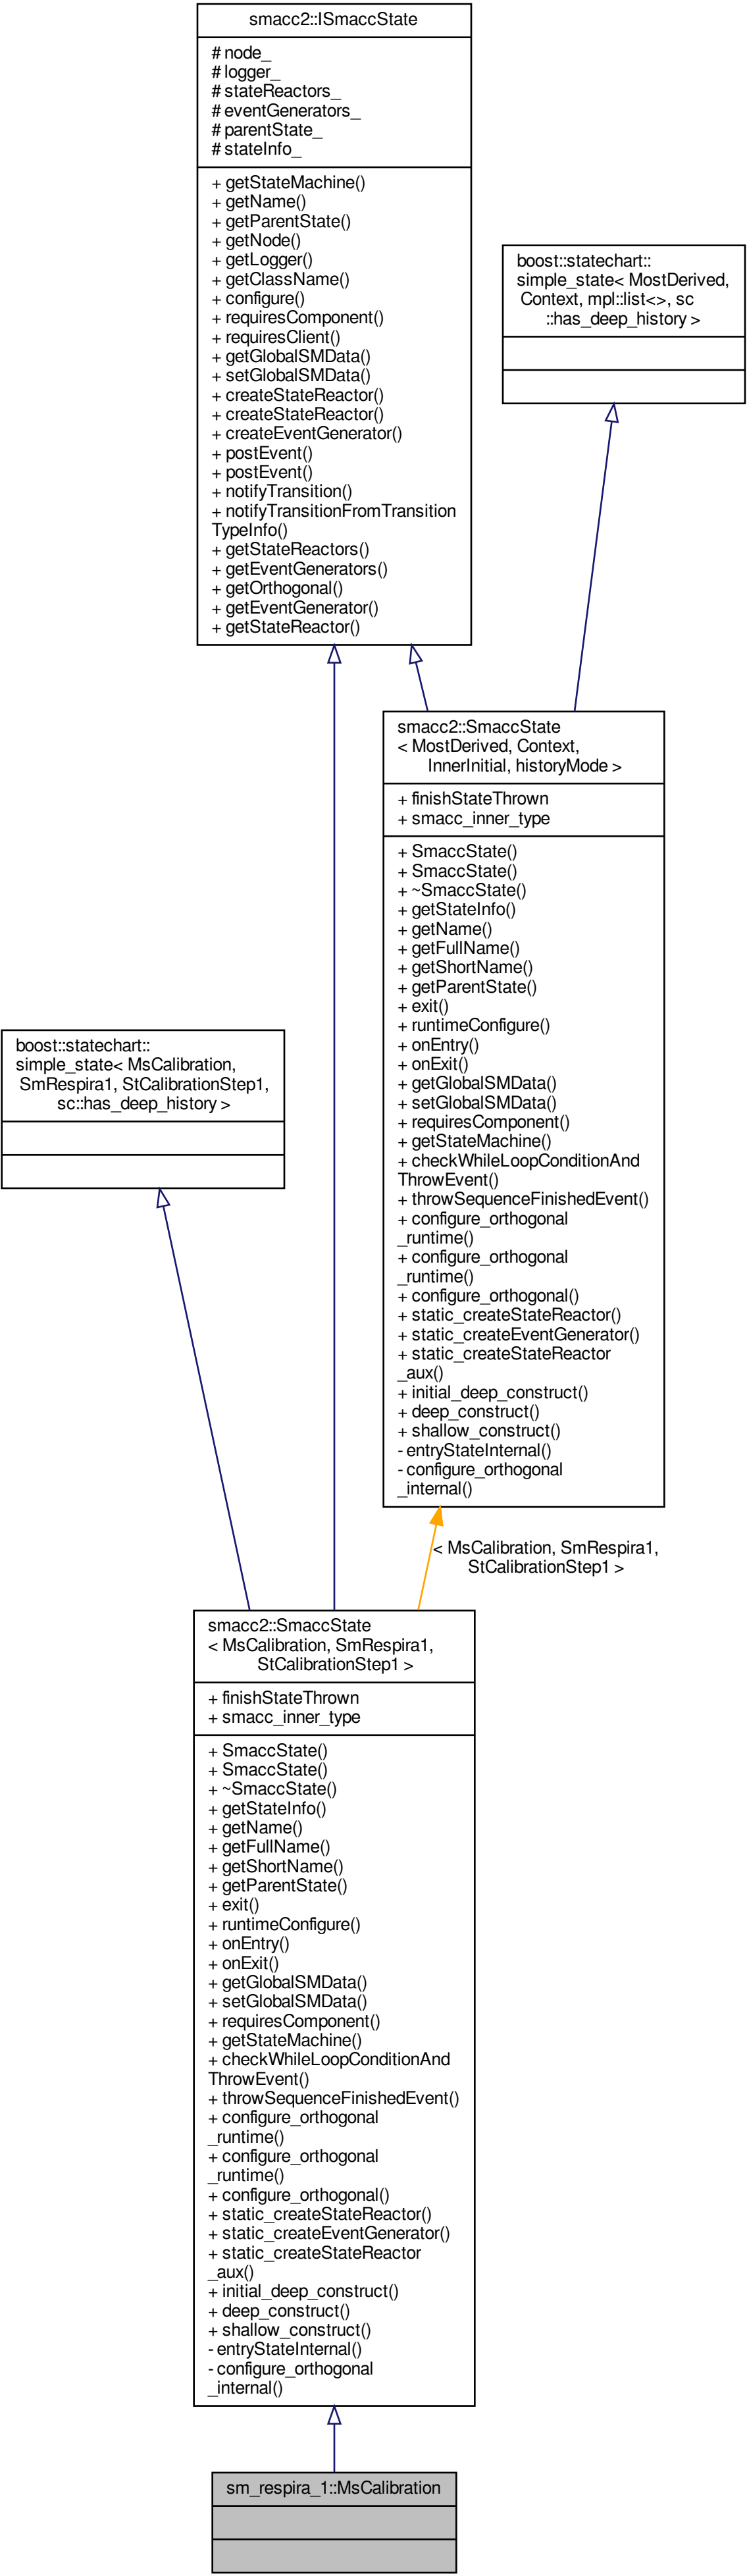 smacc2::ISmaccState
# node_
# logger_
# stateReactors_
# eventGenerators_
# parentState_
# stateInfo_
+ getStateMachine()
+ getName()
+ getParentState()
+ getNode()
+ getLogger()
+ getClassName()
+ configure()
+ requiresComponent()
+ requiresClient()
+ getGlobalSMData()
+ setGlobalSMData()
+ createStateReactor()
+ createStateReactor()
+ createEventGenerator()
+ postEvent()
+ postEvent()
+ notifyTransition()
+ notifyTransitionFromTransition
TypeInfo()
+ getStateReactors()
+ getEventGenerators()
+ getOrthogonal()
+ getEventGenerator()
+ getStateReactor()
boost::statechart::
simple_state< MostDerived,
Context, mpl::list<>, sc
::has_deep_history >
smacc2::SmaccState
< MostDerived, Context,
InnerInitial, historyMode >
+ finishStateThrown
+ smacc_inner_type
+ SmaccState()
+ SmaccState()
+ ~SmaccState()
+ getStateInfo()
+ getName()
+ getFullName()
+ getShortName()
+ getParentState()
+ exit()
+ runtimeConfigure()
+ onEntry()
+ onExit()
+ getGlobalSMData()
+ setGlobalSMData()
+ requiresComponent()
+ getStateMachine()
+ checkWhileLoopConditionAnd
ThrowEvent()
+ throwSequenceFinishedEvent()
+ configure_orthogonal
_runtime()
+ configure_orthogonal
_runtime()
+ configure_orthogonal()
+ static_createStateReactor()
+ static_createEventGenerator()
+ static_createStateReactor
_aux()
+ initial_deep_construct()
+ deep_construct()
+ shallow_construct()
- entryStateInternal()
- configure_orthogonal
_internal()
boost::statechart::
simple_state< MsCalibration,
SmRespira1, StCalibrationStep1,
sc::has_deep_history >
< MsCalibration, SmRespira1,
StCalibrationStep1 >
smacc2::SmaccState
< MsCalibration, SmRespira1,
StCalibrationStep1 >
+ finishStateThrown
+ smacc_inner_type
+ SmaccState()
+ SmaccState()
+ ~SmaccState()
+ getStateInfo()
+ getName()
+ getFullName()
+ getShortName()
+ getParentState()
+ exit()
+ runtimeConfigure()
+ onEntry()
+ onExit()
+ getGlobalSMData()
+ setGlobalSMData()
+ requiresComponent()
+ getStateMachine()
+ checkWhileLoopConditionAnd
ThrowEvent()
+ throwSequenceFinishedEvent()
+ configure_orthogonal
_runtime()
+ configure_orthogonal
_runtime()
+ configure_orthogonal()
+ static_createStateReactor()
+ static_createEventGenerator()
+ static_createStateReactor
_aux()
+ initial_deep_construct()
+ deep_construct()
+ shallow_construct()
- entryStateInternal()
- configure_orthogonal
_internal()
sm_respira_1::MsCalibration